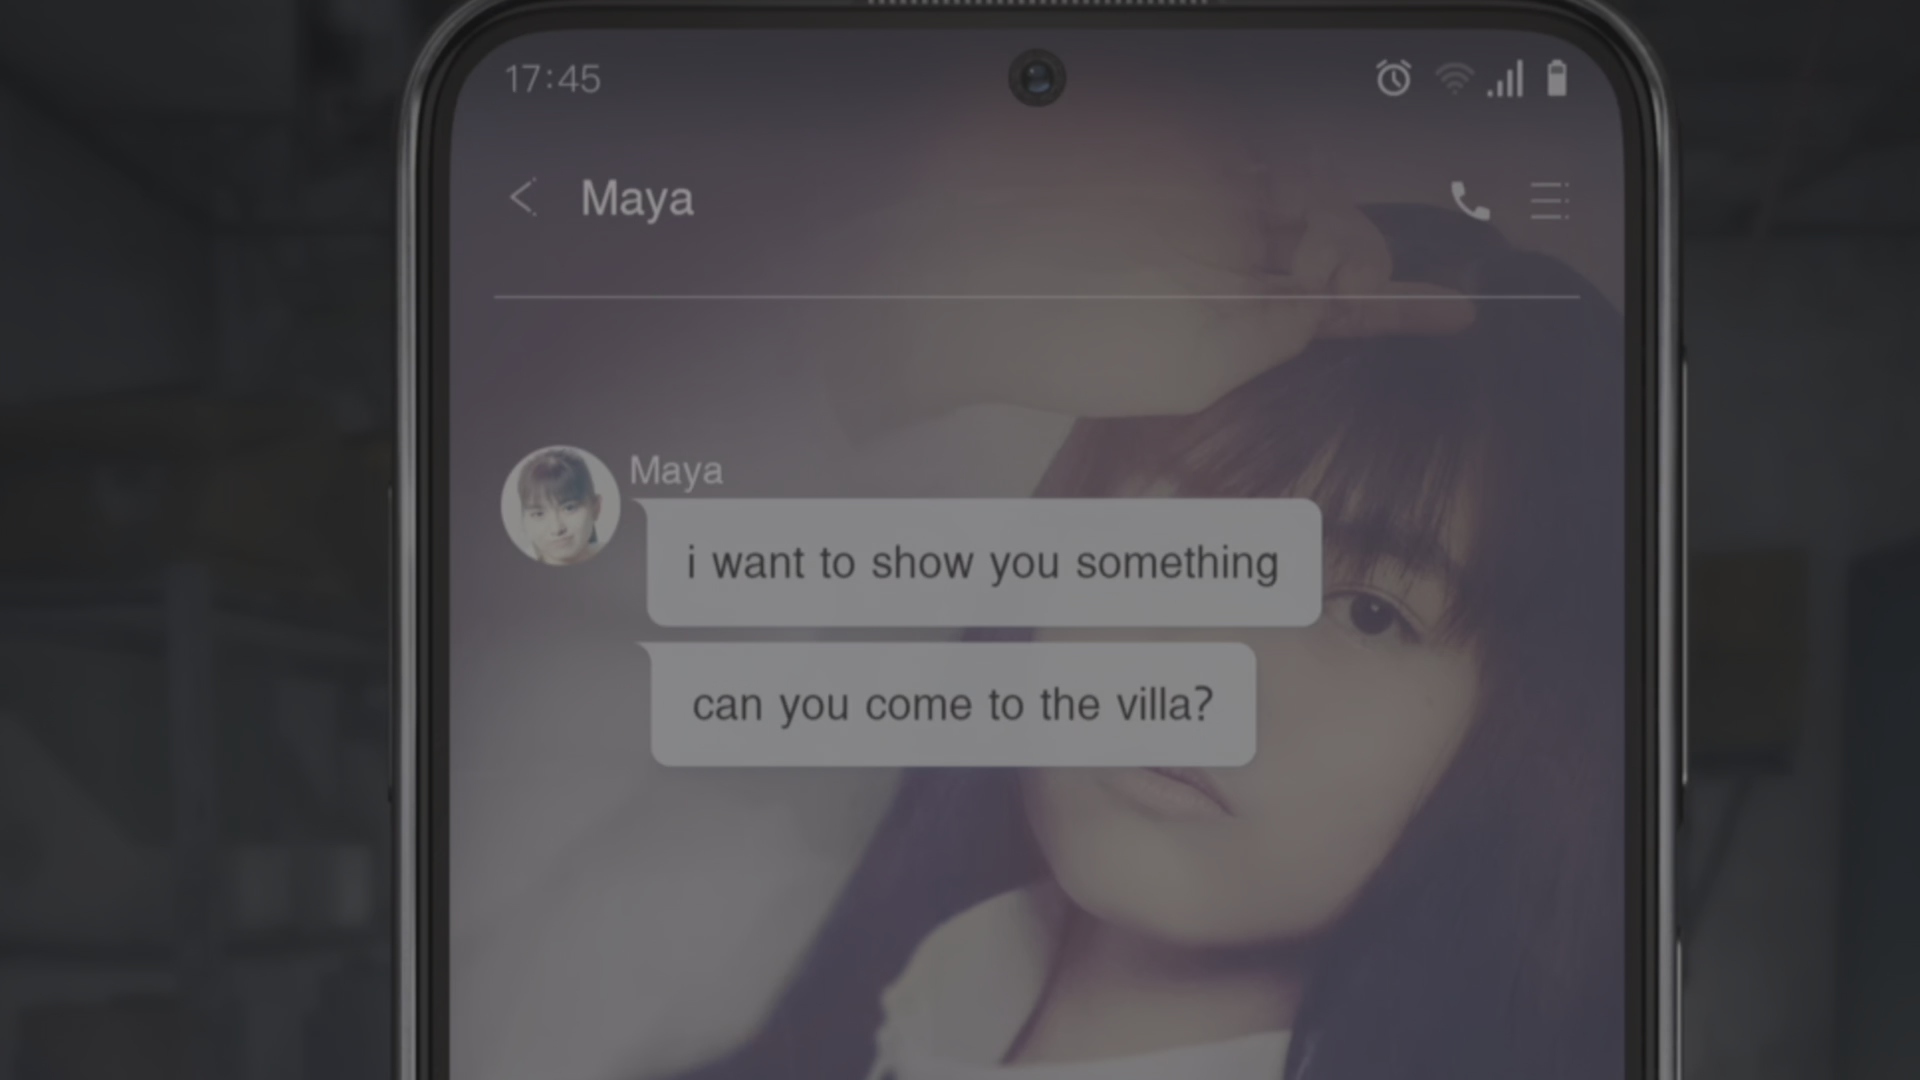 17:45
Maya
Maya
i want to show you something
can you come to the villa?